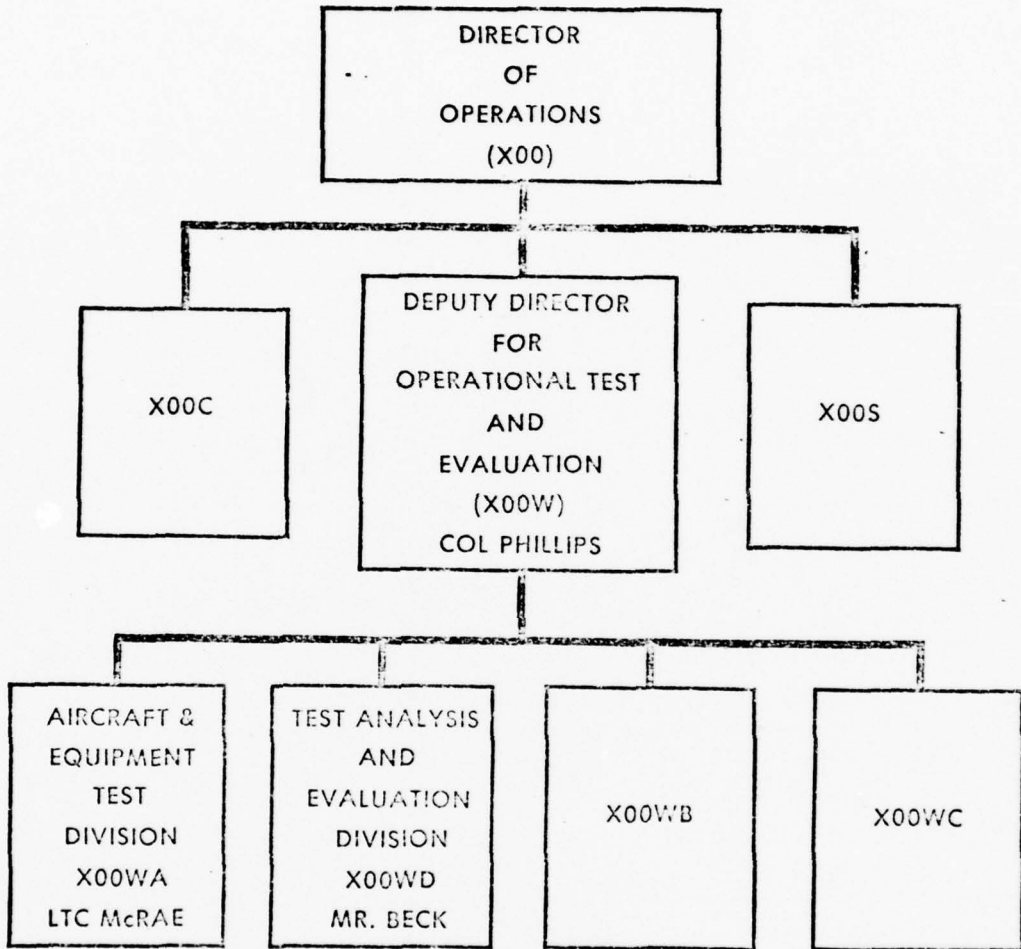 DIRECTOR
OF
OPERATIONS
(X00)
X00C
DEPUTY DIRECTOR
FOR
OPERATIONAL TEST
AND
EVALUATION
(X00W)
COL PHILLIPS
X00S
AIRCRAFT &
EQUIPMENT
TEST
DIVISION
X00WA
LTC McRAE
TEST ANALYSIS
AND
EVALUATION
DIVISION
X00WD
MR. BECK
X00WB
X00WC